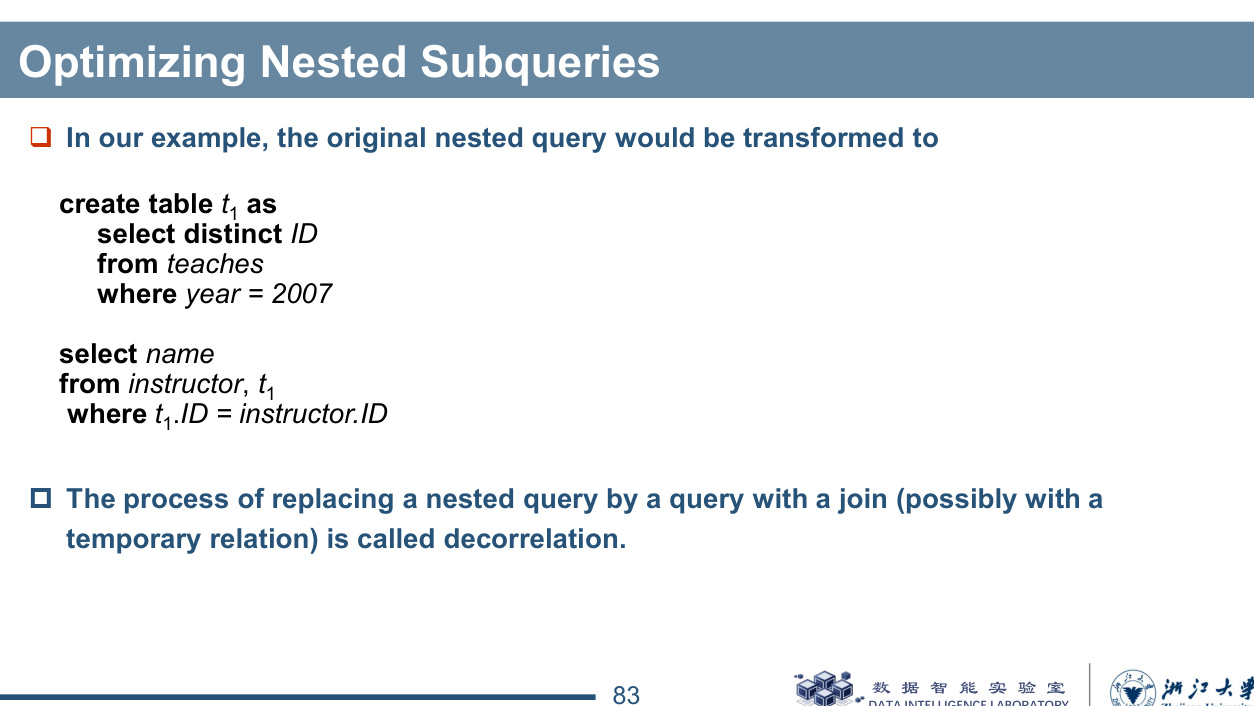 Optimizing Nested Subqueries
In our example, the original nested query would be transformed to
create table t1 as
select distinct ID
from teaches
where year = 2007
select name
from instructor, t1
where t1.ID = instructor.ID
The process of replacing a nested query by a query with a join (possibly with a
temporary relation) is called decorrelation.
83
数据智能实验室
DATA INTELLIGENCE LABORATORY
浙江大学